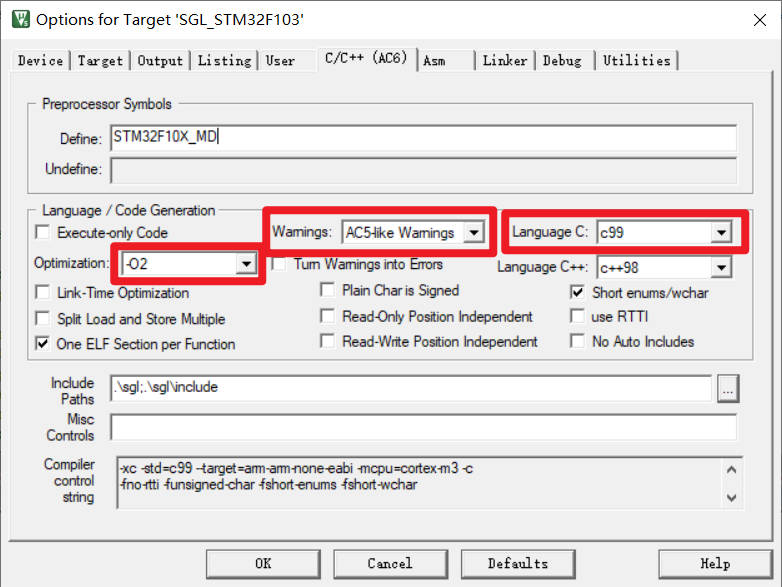 Options for Target 'SGL_STM32F103'
Device Target Output Listing User C/C++ (AC6) Asm Linker Debug Utilities
Preprocessor Symbols
Define: STM32F10X_MD
Undefine:
Language / Code Generation
Execute-only Code Warnings: AC5-like Warnings Language C: c99
Optimization: -O2 Turn Warnings into Errors Language C++: c++98
Link-Time Optimization Plain Char is Signed Short enums/wchar
Split Load and Store Multiple Read-Only Position Independent use RTTI
One ELF Section per Function Read-Write Position Independent No Auto Includes
Include
Paths
.\sgl;.\sgl\include
...
Misc
Controls
Compiler
control
string
-xc -std=c99 --target=arm-arm-none-eabi -mcpu=cortex-m3 -c
-fno-rtti -funsigned-char -fshort-enums -fshort-wchar
OK Cancel Defaults Help